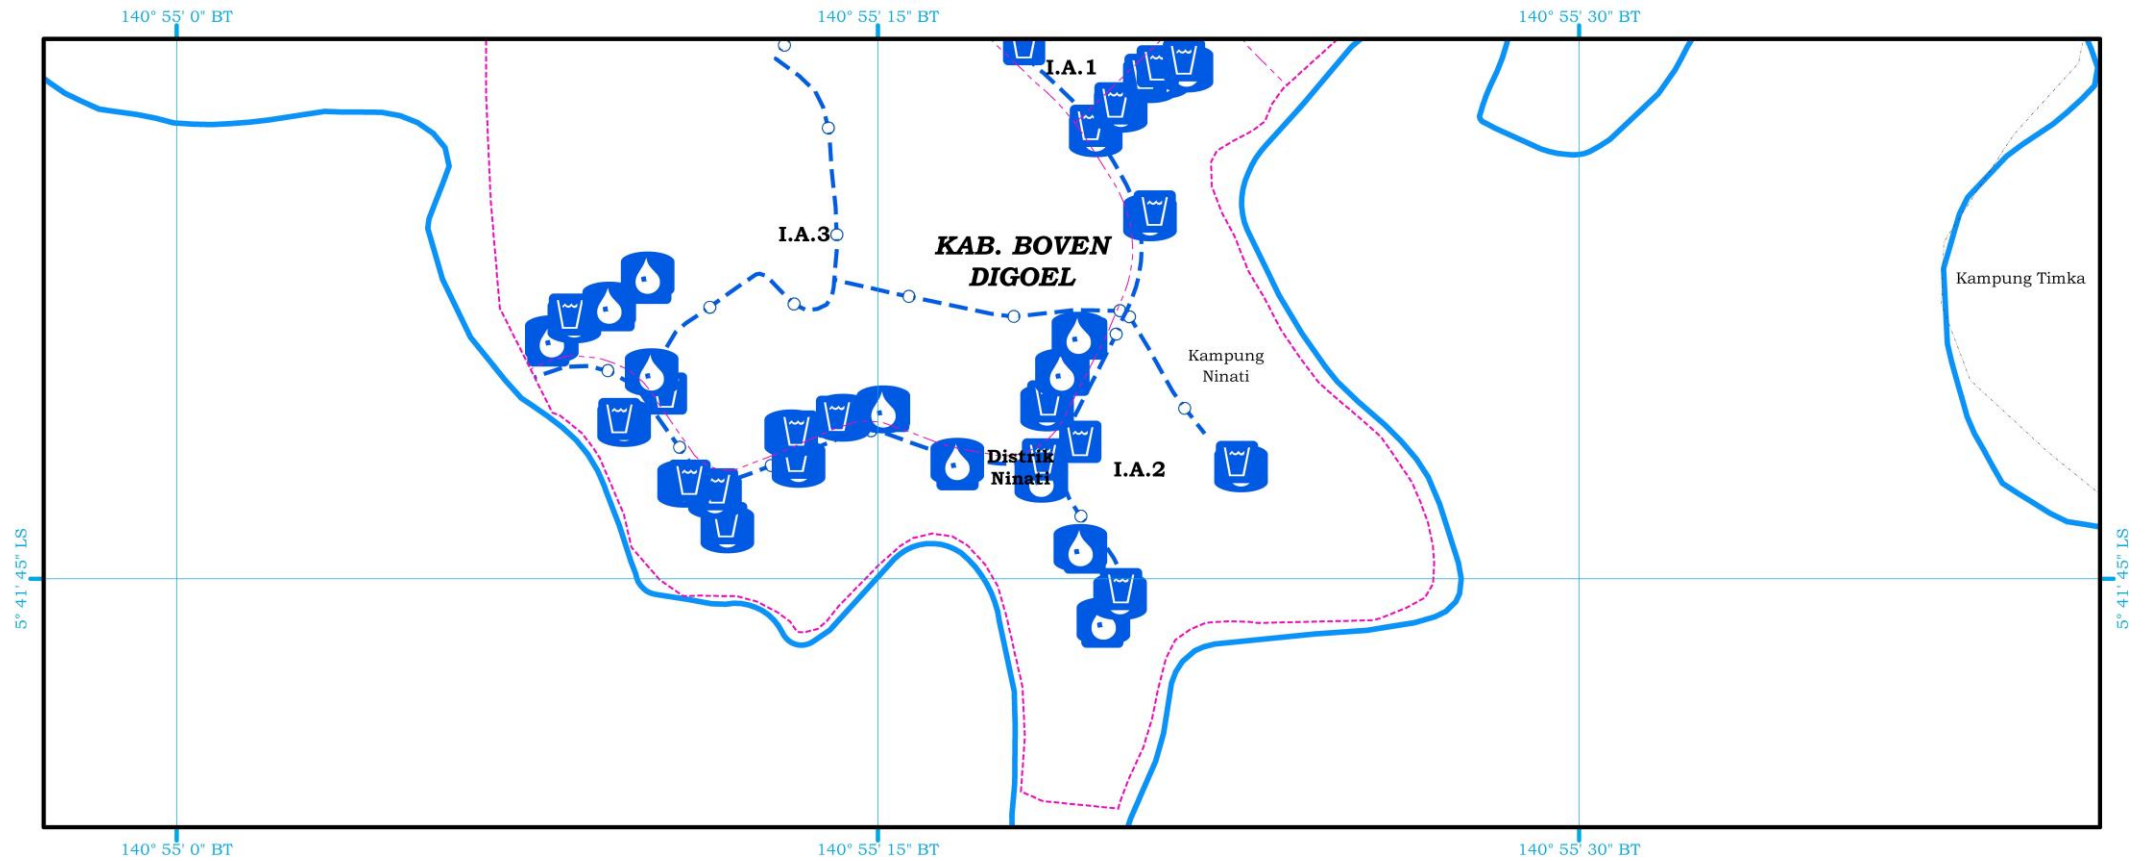 140° 55' 0" BT
140° 55' 15" BT
140° 55' 30" BT
I.A.1
I.A.3
KAB. BOVEN
DIGOEL
Kampung Timka
Kampung
Ninati
Distrik
Ninati
I.A.2
5° 41' 45" LS
5° 41' 45" LS
140° 55' 0" BT
140° 55' 15" BT
140° 55' 30" BT